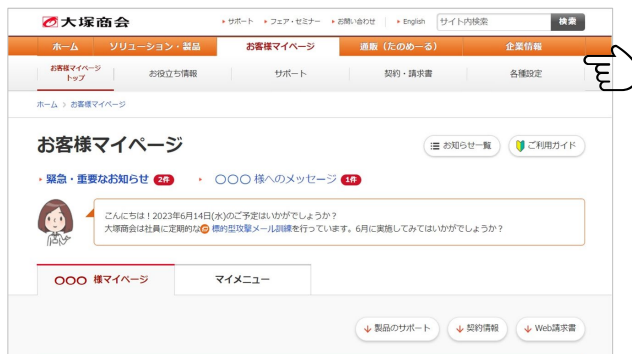 大塚商会
サポート フェア・セミナー お問い合わせ English サイト内検索 検索
ホーム ソリューション・製品 お客様マイページ 通販（たのめーる） 企業情報
お客様マイページ
トップ お役立ち情報 サポート 契約・請求書 各種設定
ホーム > お客様マイページ
お客様マイページ
お知らせ一覧 ご利用ガイド
緊急・重要なお知らせ 2件 〇〇〇 様へのメッセージ 1件
こんにちは！2023年6月14日(水)のご予定はいかがでしょうか？
大塚商会は社員に定期的な標的型攻撃メール訓練を行っています。6月に実施してみてはいかがでしょうか？
〇〇〇 様マイページ マイメニュー
製品のサポート 契約情報 Web請求書